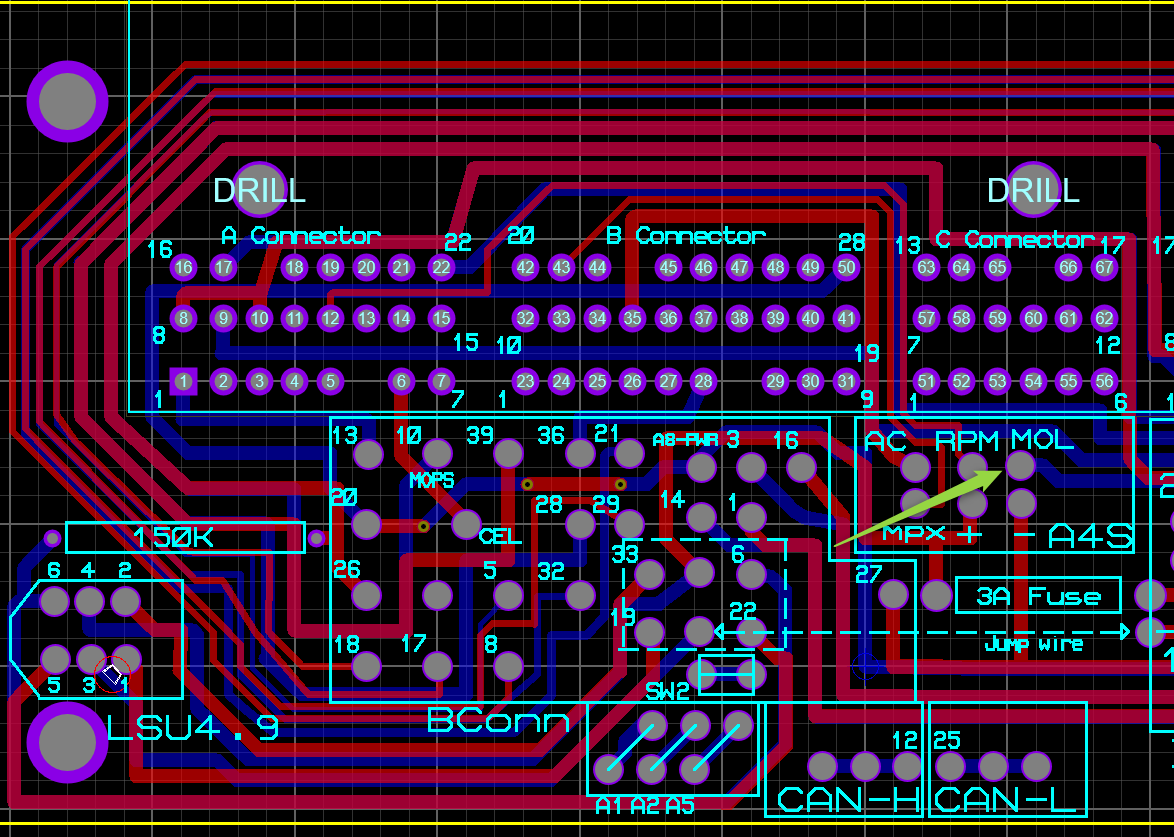 DRILL DRILL
A Connector 22 20 B Connector 28 13 C Connector 17 17
16
16 17 18 19 20 21 22 42 43 44 45 46 47 48 49 50 63 64 65 66 67
8 9 10 11 12 13 14 15 32 33 34 35 36 37 38 39 40 41 57 58 59 60 61 62
8 15 10 19 7 12 8
1 2 3 4 5 6 7 23 24 25 26 27 28 29 30 31 51 52 53 54 55 56
1 7 1 9 1 6
13 10 39 36 21 A8-PWR 3 16 AC RPM MOL
MOPS
20 28 29 14 1
150K CEL MPX + - A4S
33 6
6 4 2 26 5 32 27
3A Fuse
19 22
18 17 8 Jump wire
5 3 1 SW2
LSU4.9 BConn
12 25
A1 A2 A5 CAN-H CAN-L